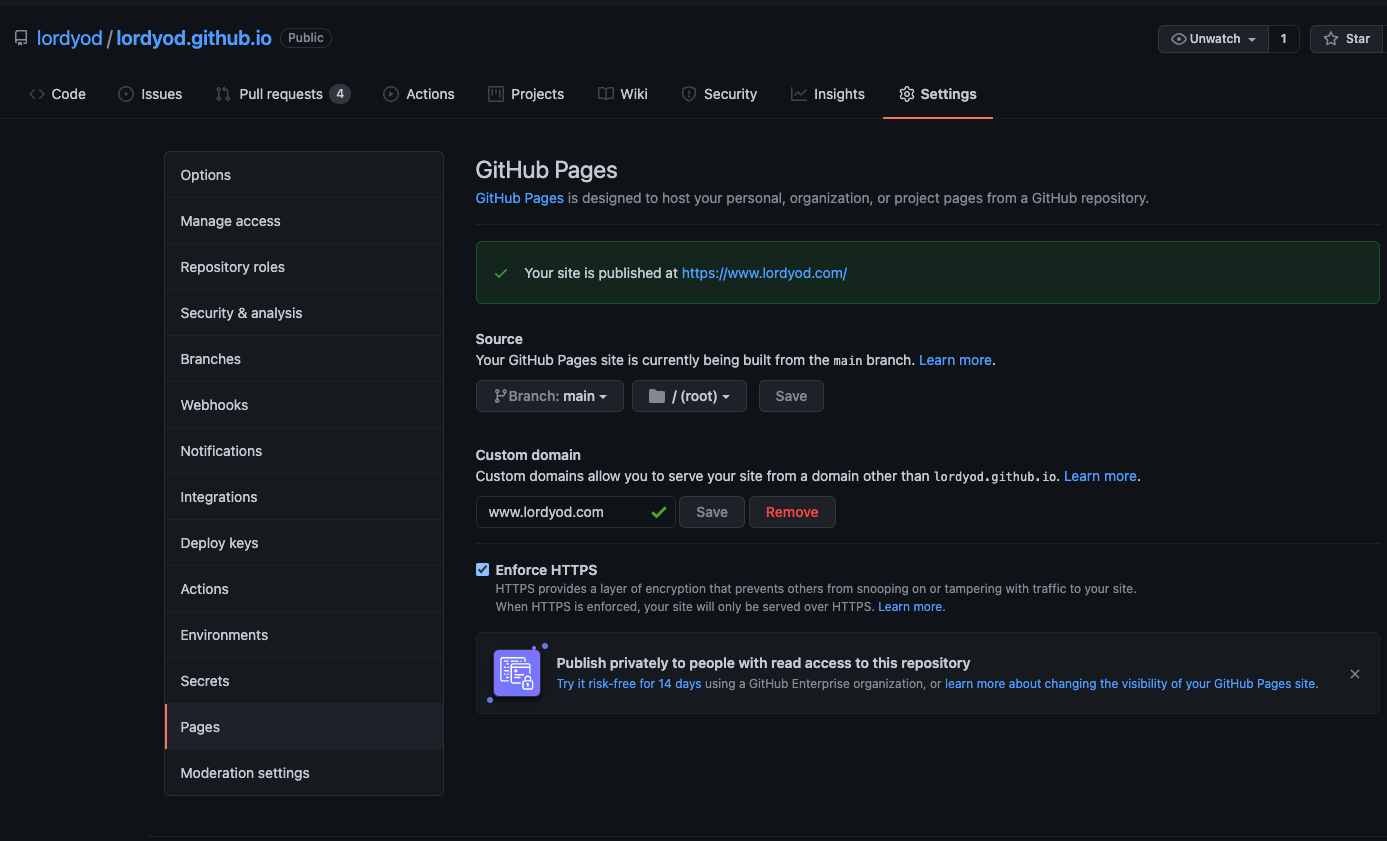 lordyod / lordyod.github.io Public
Unwatch 1 Star
Code Issues Pull requests 4 Actions Projects Wiki Security Insights Settings
Options
Manage access
Repository roles
Security & analysis
Branches
Webhooks
Notifications
Integrations
Deploy keys
Actions
Environments
Secrets
Pages
Moderation settings
GitHub Pages
GitHub Pages is designed to host your personal, organization, or project pages from a GitHub repository.
Your site is published at https://www.lordyod.com/
Source
Your GitHub Pages site is currently being built from the main branch. Learn more.
Branch: main / (root) Save
Custom domain
Custom domains allow you to serve your site from a domain other than lordyod.github.io. Learn more.
www.lordyod.com Save Remove
Enforce HTTPS
HTTPS provides a layer of encryption that prevents others from snooping on or tampering with traffic to your site.
When HTTPS is enforced, your site will only be served over HTTPS. Learn more.
Publish privately to people with read access to this repository
Try it risk-free for 14 days using a GitHub Enterprise organization, or learn more about changing the visibility of your GitHub Pages site.